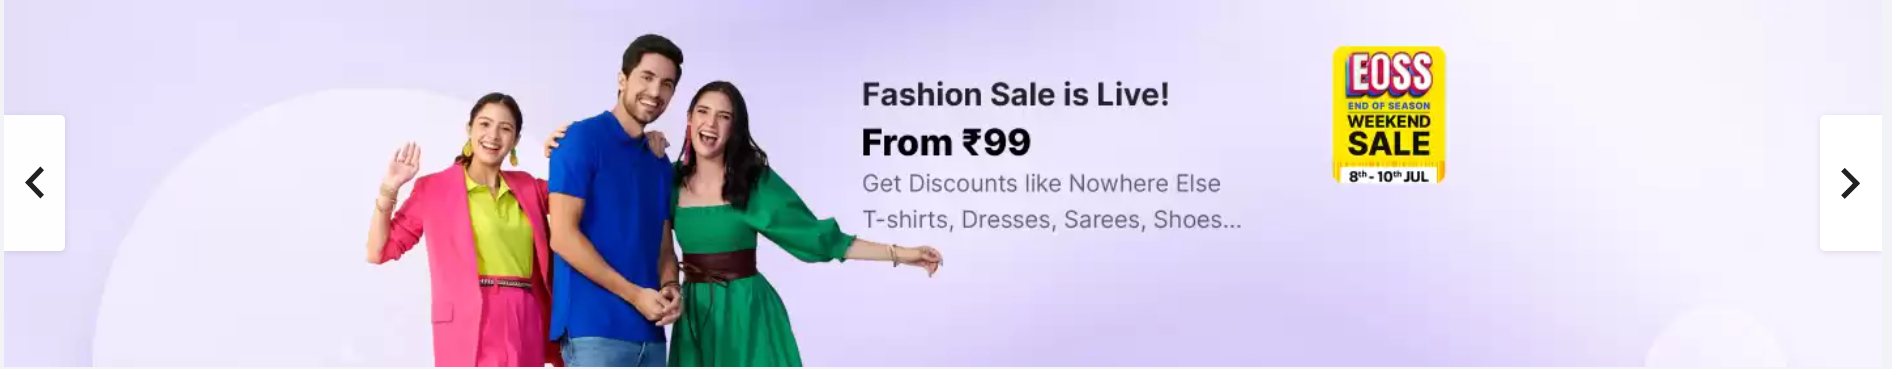 Fashion Sale is Live!
From ₹99
Get Discounts like Nowhere Else
T-shirts, Dresses, Sarees, Shoes...
EOSS
END OF SEASON
WEEKEND
SALE
8th - 10th JUL